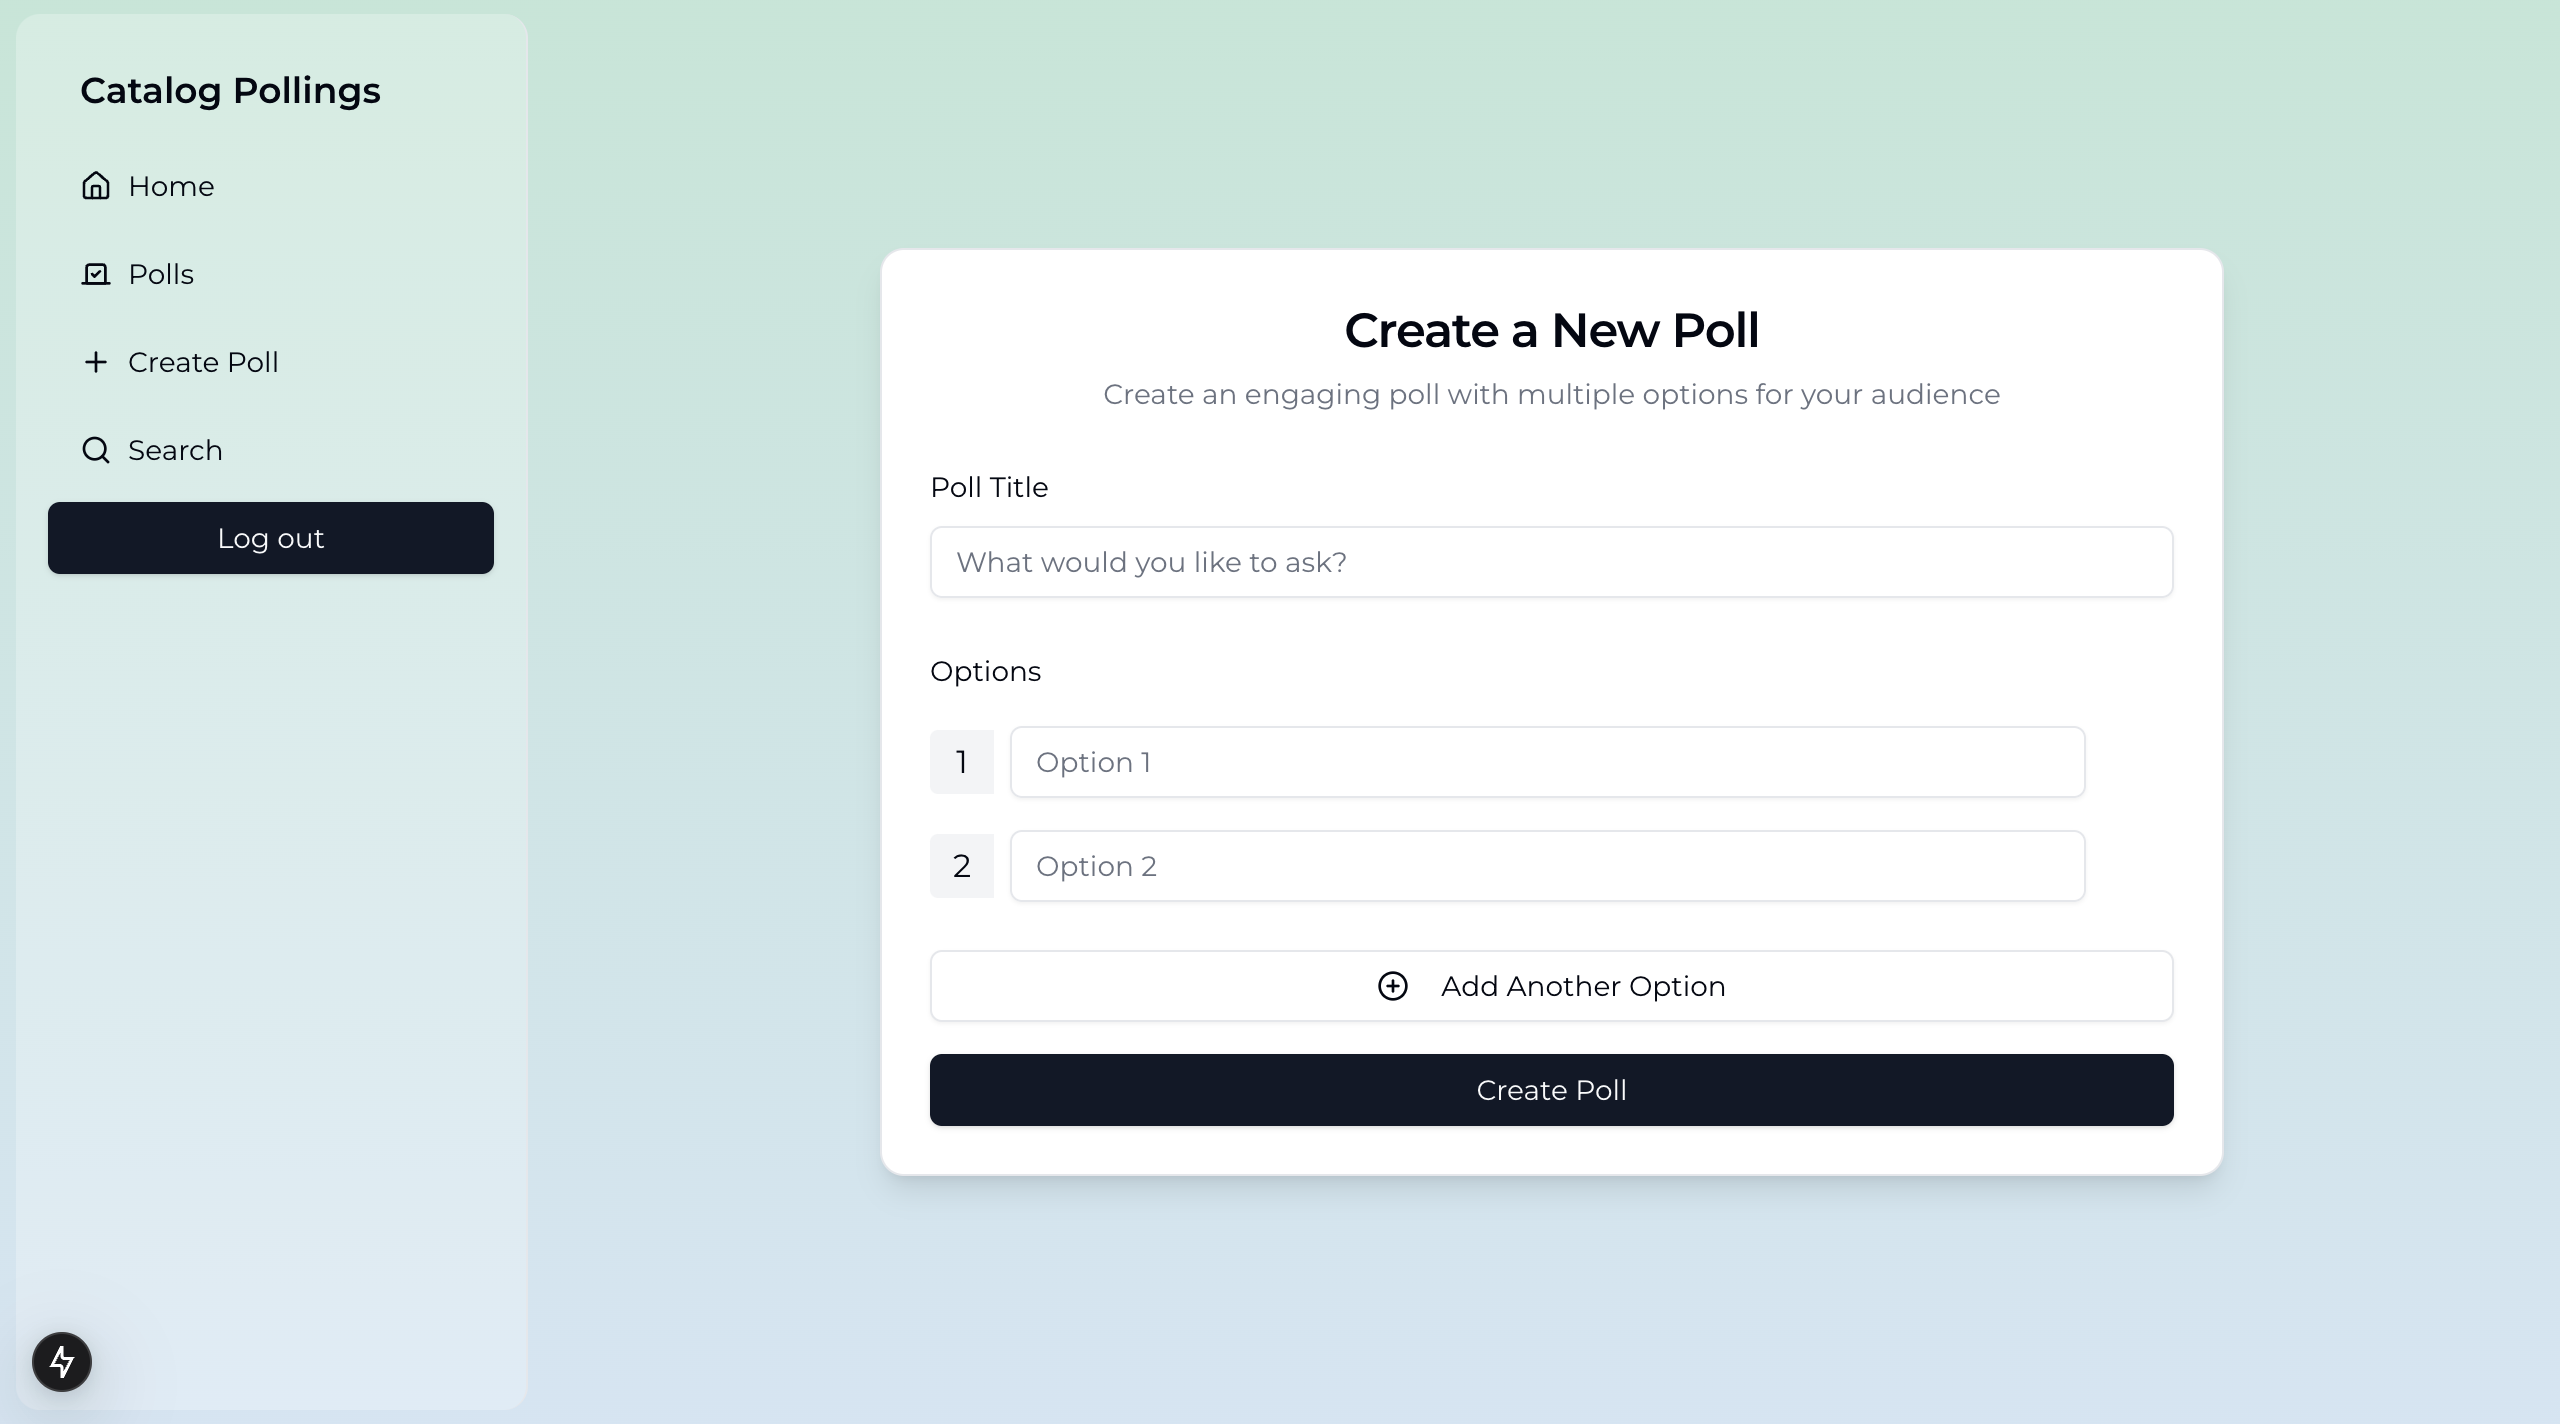 Catalog Pollings
Home
Polls
Create Poll
Search
Log out
Create a New Poll
Create an engaging poll with multiple options for your audience
Poll Title
What would you like to ask?
Options
1 Option 1
2 Option 2
Add Another Option
Create Poll